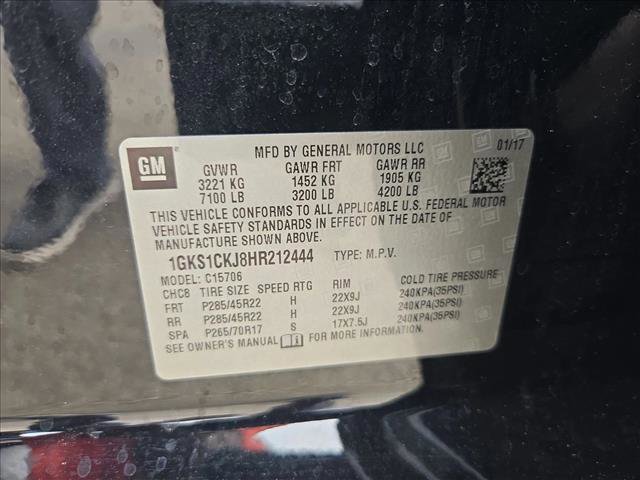 GM
MFD BY GENERAL MOTORS LLC 01/17
GVWR GAWR FRT GAWR RR
3221 KG 1452 KG 1905 KG
7100 LB 3200 LB 4200 LB
THIS VEHICLE CONFORMS TO ALL APPLICABLE U.S. FEDERAL MOTOR
VEHICLE SAFETY STANDARDS IN EFFECT ON THE DATE OF
MANUFACTURE SHOWN ABOVE.
1GKS1CKJ8HR212444 TYPE: M.P.V.
MODEL: C15706
CHC8 TIRE SIZE SPEED RTG RIM COLD TIRE PRESSURE
FRT P285/45R22 H 22X9J 240KPA(35PSI)
RR P285/45R22 H 22X9J 240KPA(35PSI)
SPA P265/70R17 S 17X7.5J 240KPA(35PSI)
SEE OWNER'S MANUAL FOR MORE INFORMATION.